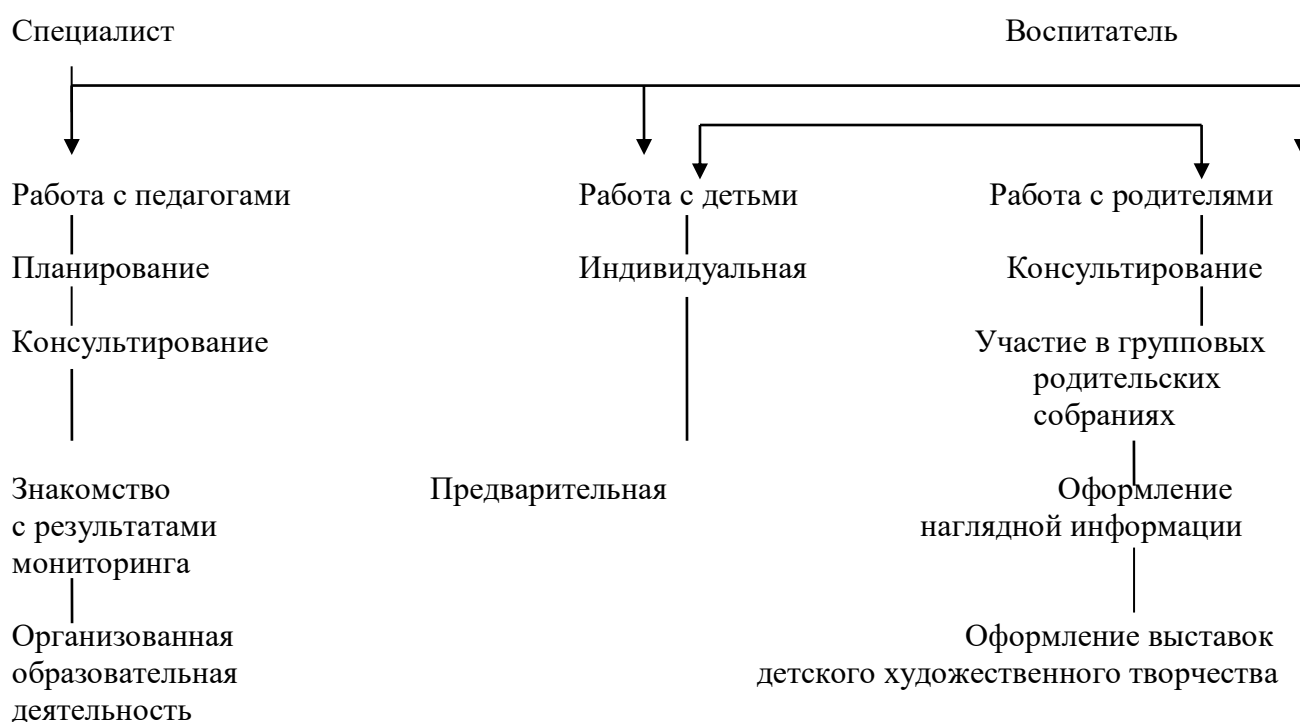 Специалист
Воспитатель
Работа с педагогами
Работа с детьми
Работа с родителями
Планирование
Индивидуальная
Консультирование
Консультирование
Участие в групповых
родительских
собраниях
Знакомство
с результатами
мониторинга
Предварительная
Оформление
наглядной информации
Организованная
образовательная
деятельность
Оформление выставок
детского художественного творчества